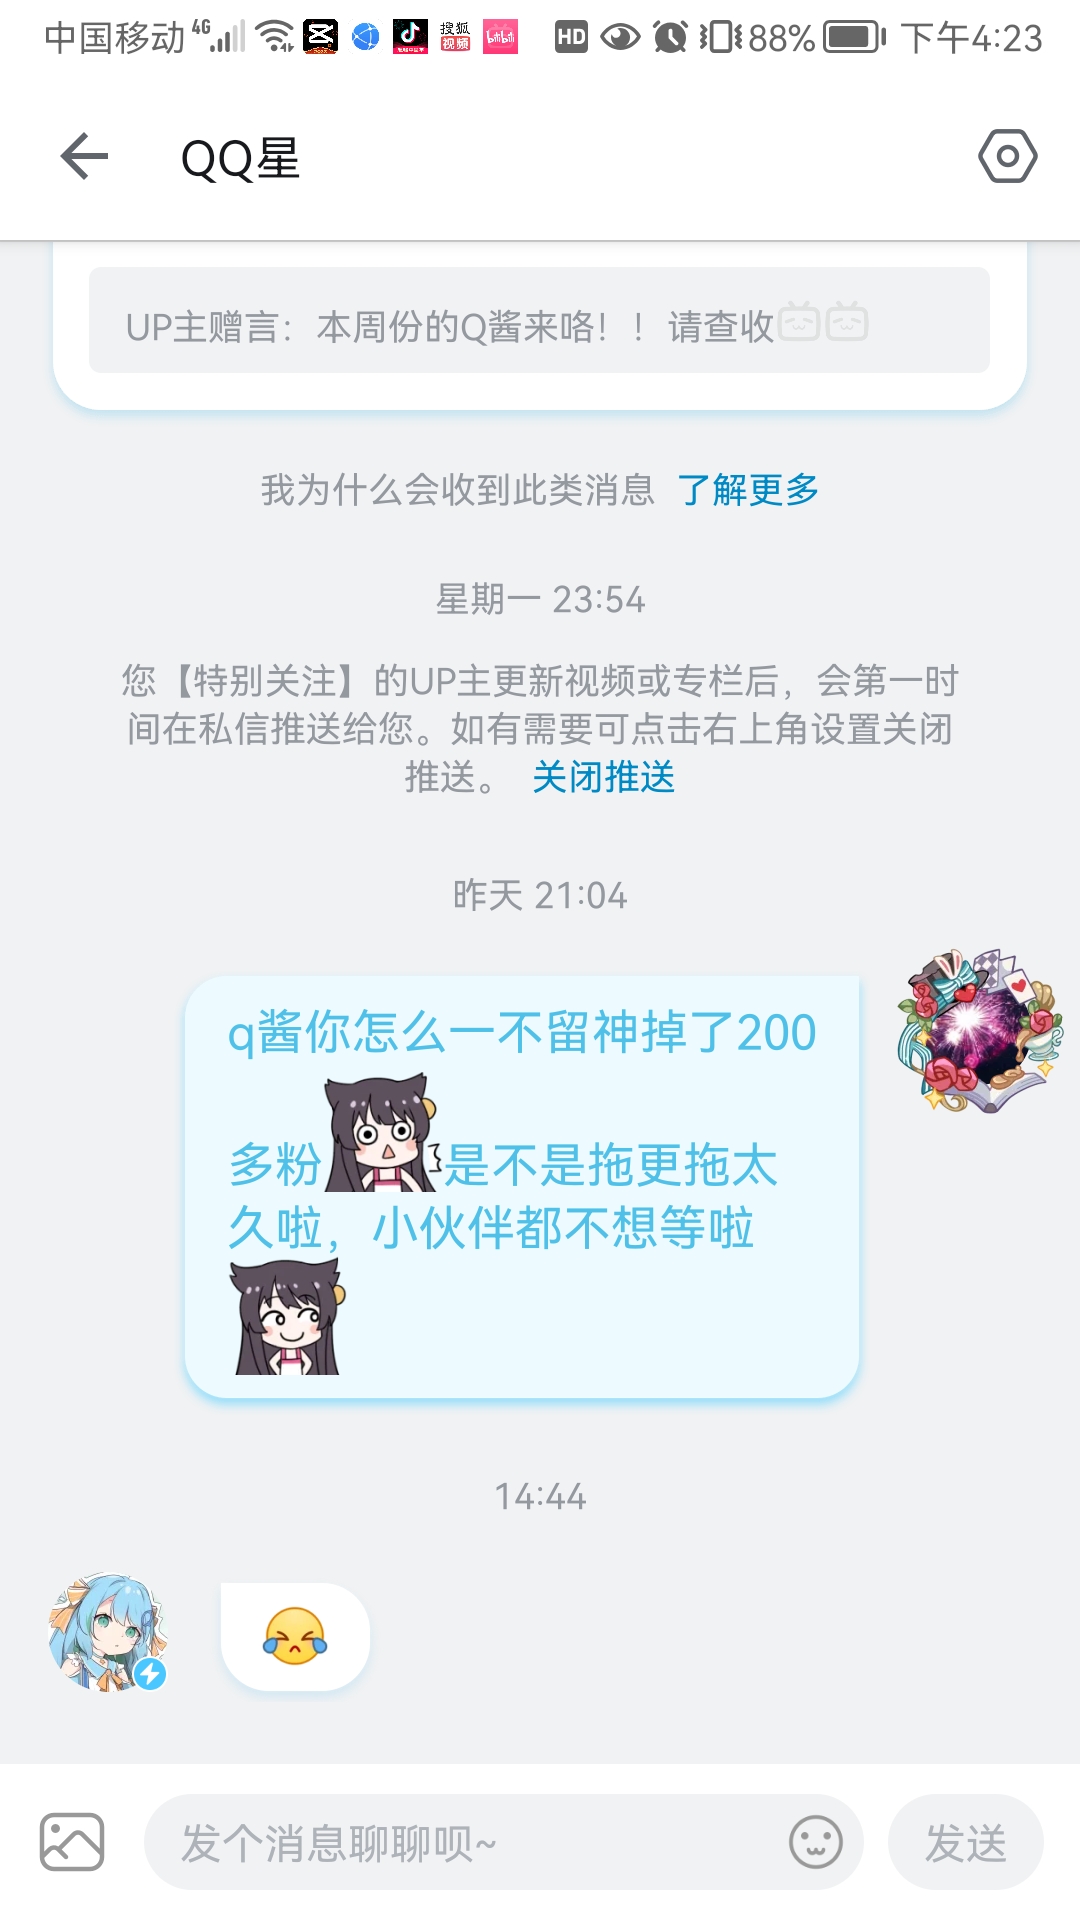 中国移动 4G HD 88% 下午4:23
搜狐
视频
bilibili
QQ星
UP主赠言：本周份的Q酱来咯！！请查收
我为什么会收到此类消息 了解更多
星期一 23:54
您【特别关注】的UP主更新视频或专栏后，会第一时
间在私信推送给您。如有需要可点击右上角设置关闭
推送。 关闭推送
昨天 21:04
q酱你怎么一不留神掉了200
多粉是不是拖更拖太
久啦，小伙伴都不想等啦
14:44
发个消息聊聊呗~
发送